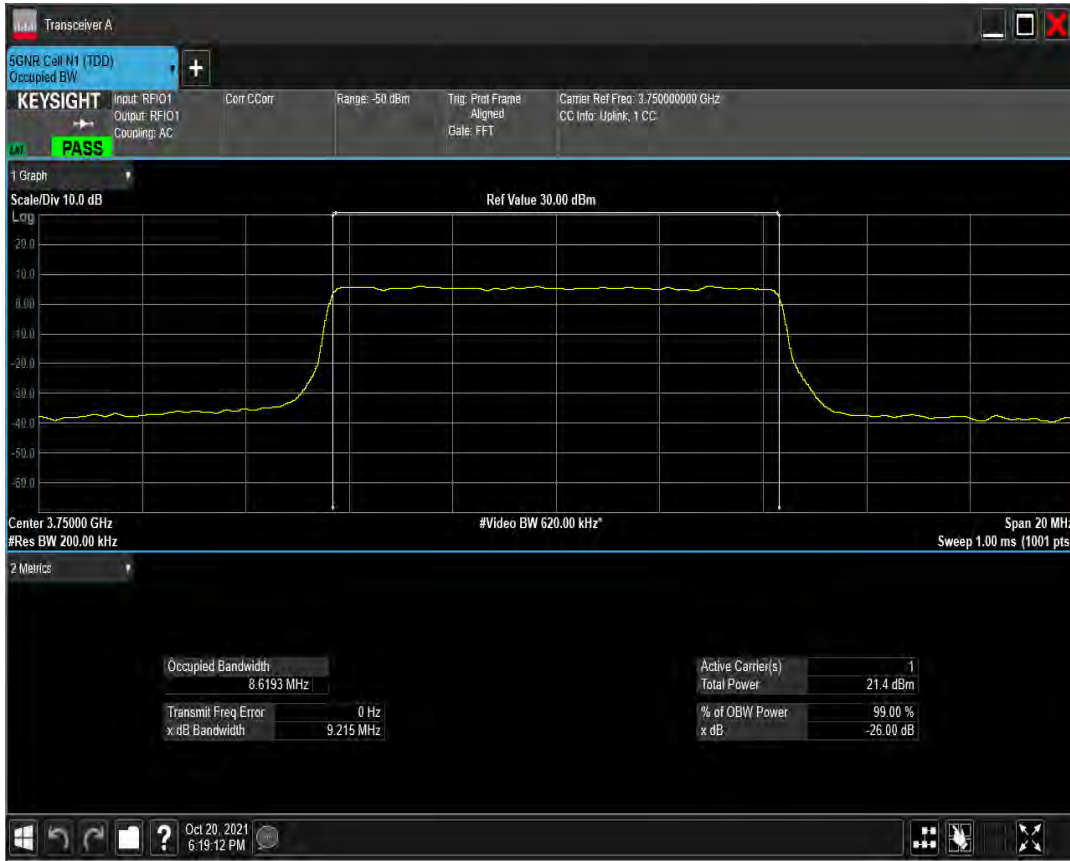 Transceiver A
5GNR Cell N1 (TDD)
Occupied BW
+
KEYSIGHT
Input: RFIO1
Output: RFIO1
Coupling: AC
Corr CCorr
Range: -50 dBm
Trig: Prot Frame
Aligned
Gate: FFT
Carrier Ref Freq: 3.750000000 GHz
CC Info: Uplink, 1 CC
PASS
1 Graph
Scale/Div 10.0 dB
Ref Value 30.00 dBm
Log
20.0
10.0
0.00
-10.0
-20.0
-30.0
-40.0
-50.0
-60.0
Center 3.75000 GHz
#Video BW 620.00 kHz*
Span 20 MHz
#Res BW 200.00 kHz
Sweep 1.00 ms (1001 pts
2 Metrics
Occupied Bandwidth
8.6193 MHz
Transmit Freq Error 0 Hz
x dB Bandwidth 9.215 MHz
Active Carrier(s) 1
Total Power 21.4 dBm
% of OBW Power 99.00 %
x dB -26.00 dB
?
Oct 20, 2021
6:19:12 PM